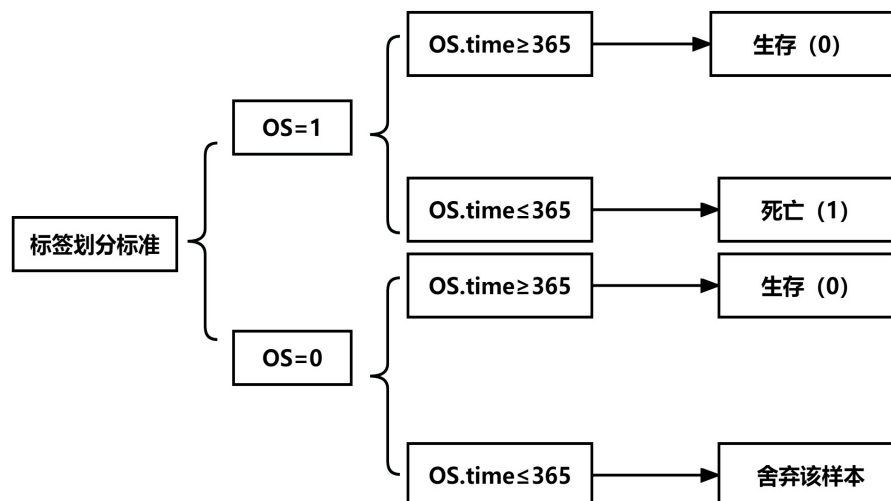 标签划分标准
OS=1
OS.time≥365
生存（0）
OS.time≤365
死亡（1）
OS=0
OS.time≥365
生存（0）
OS.time≤365
舍弃该样本